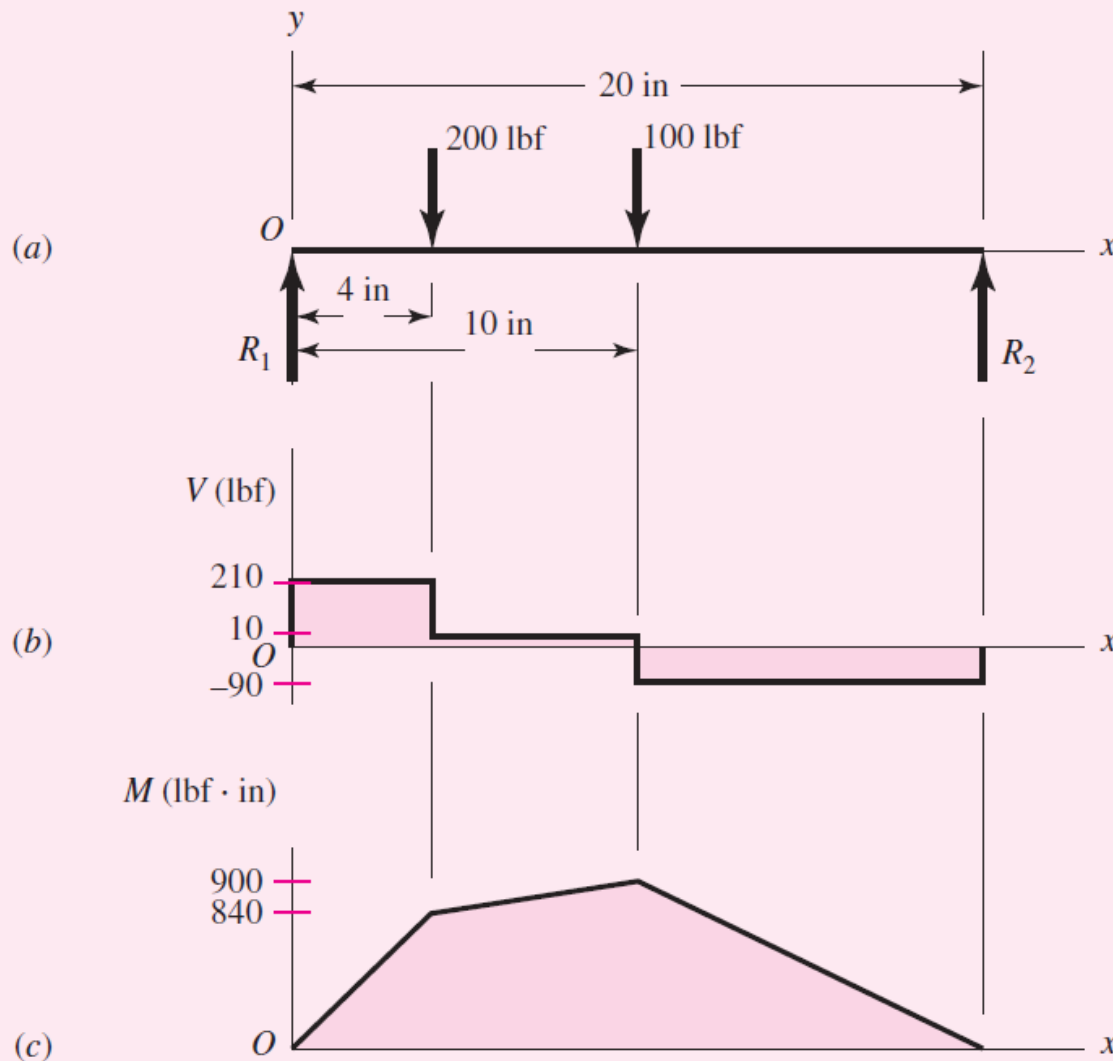 y
20 in
200 lbf 100 lbf
O
(a) x
4 in
10 in
R₁ R₂
V (lbf)
210
10
(b) O x
–90
M (lbf · in)
900
840
(c) O x